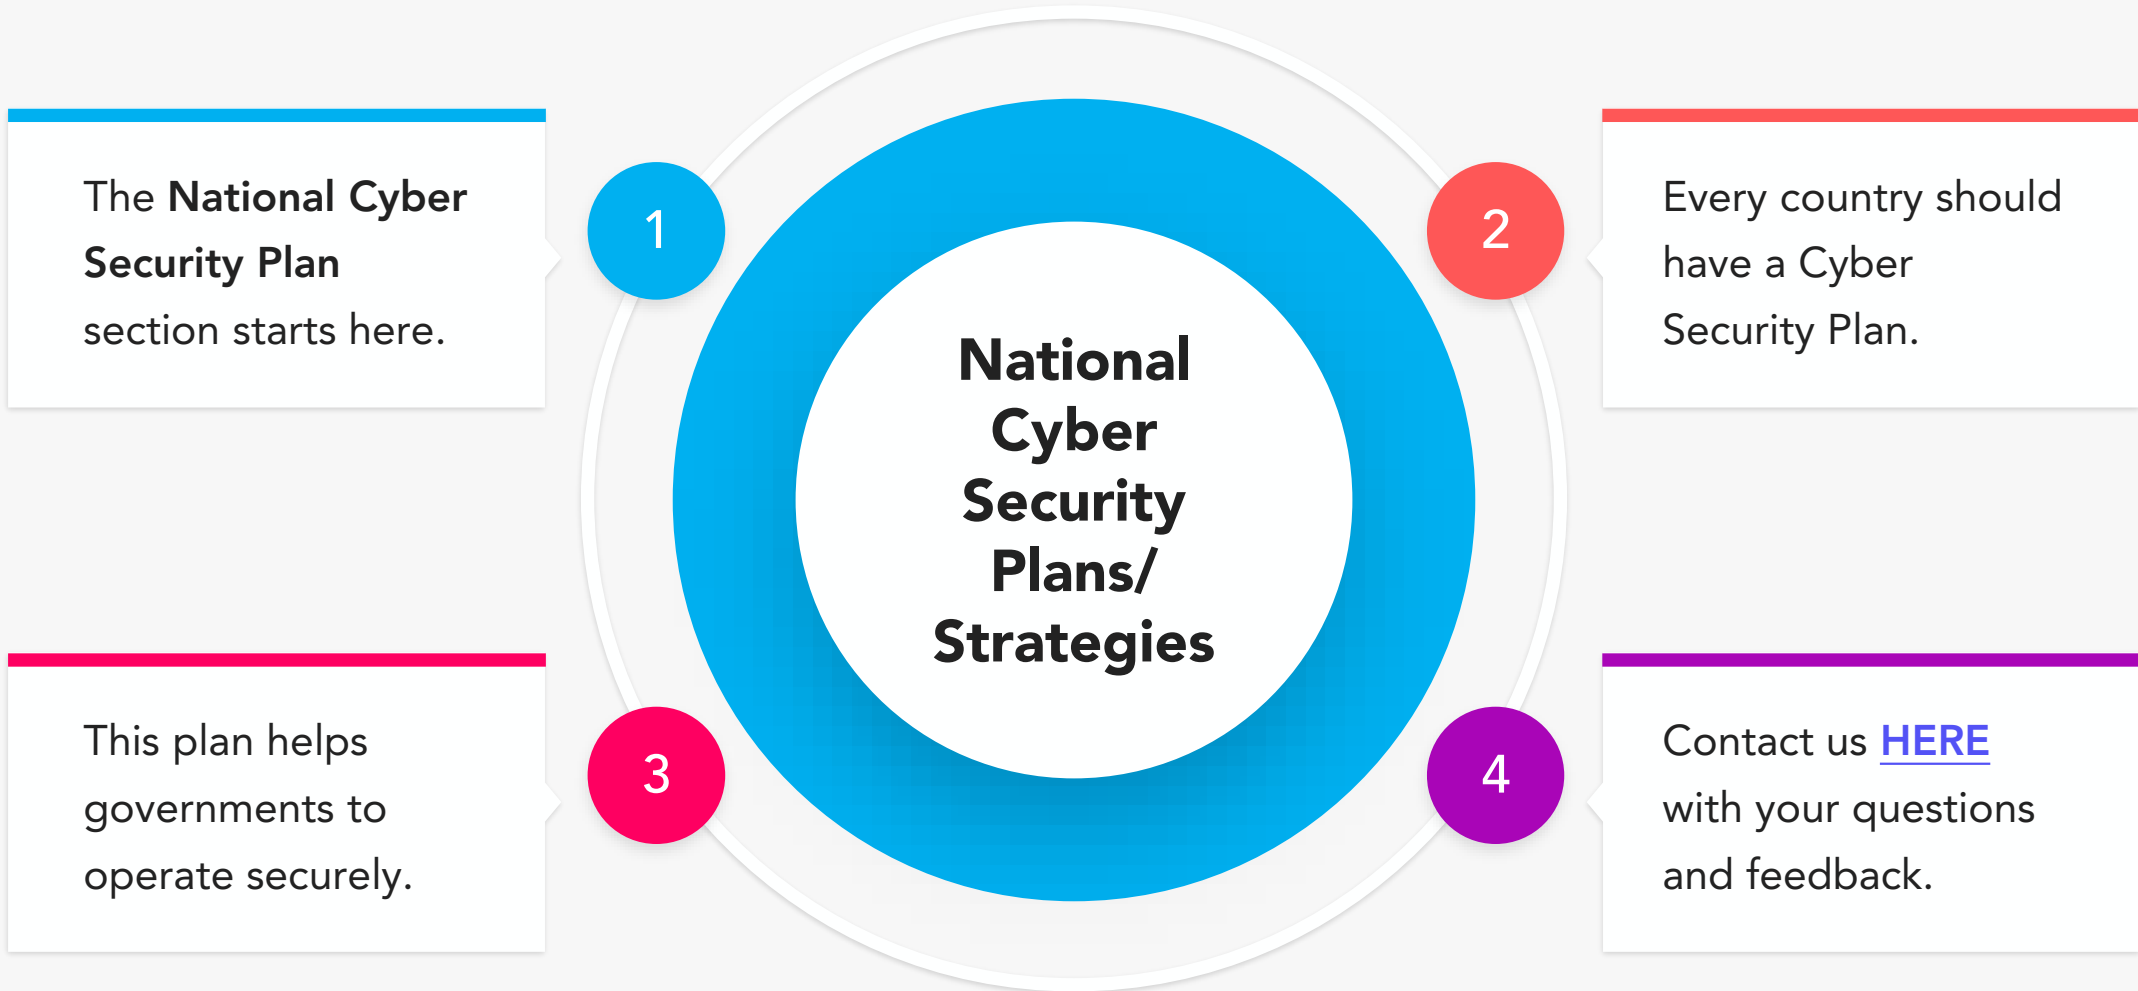 The National Cyber
Security Plan
section starts here.
1
2
Every country should
have a Cyber
Security Plan.
National
Cyber
Security
Plans/
Strategies
This plan helps
governments to
operate securely.
3
4
Contact us HERE
with your questions
and feedback.